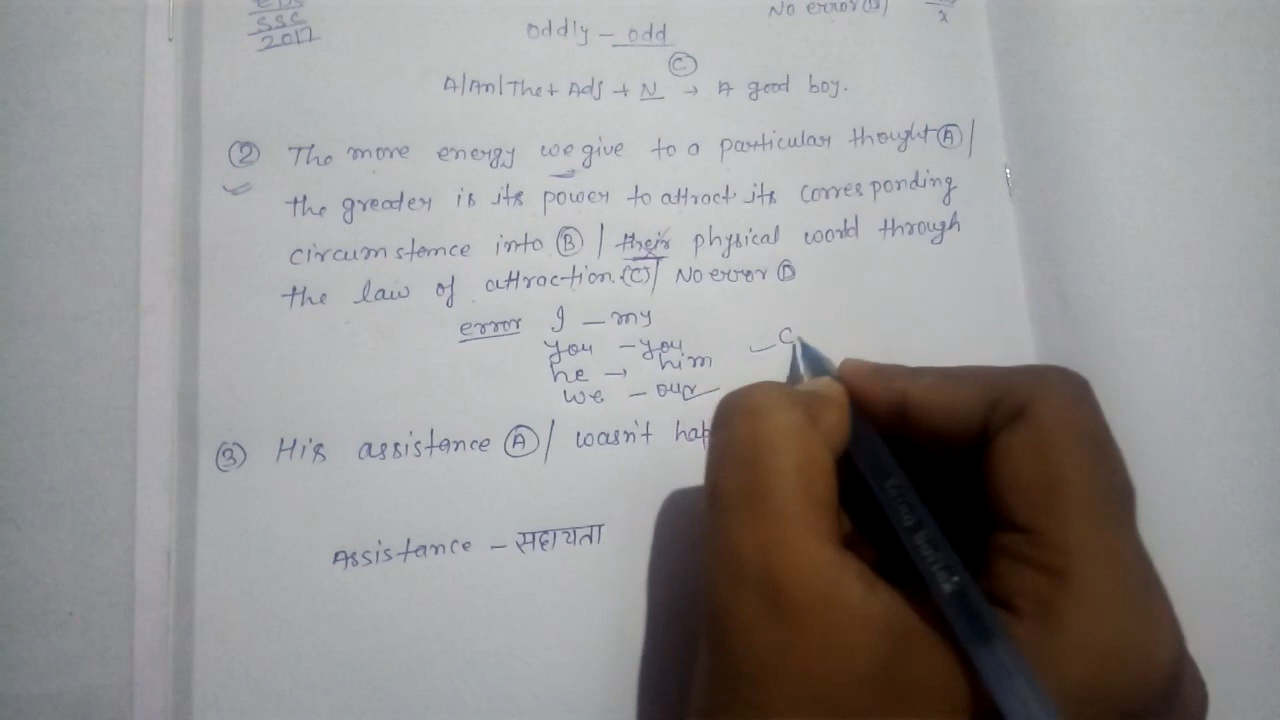 SSC
2017
No error (D)
oddly - odd
C
A/An/The + Adj + N → A good boy.
② The more energy we give to a particular thought Ⓐ /
the greater is its power to attract its corresponding
circumstance into Ⓑ / their physical world through
the law of attraction. (C) / No error Ⓓ
error I - my
you - you
he → him
we - our
C
③ His assistance Ⓐ / wasn't hap
Assistance - सहायता